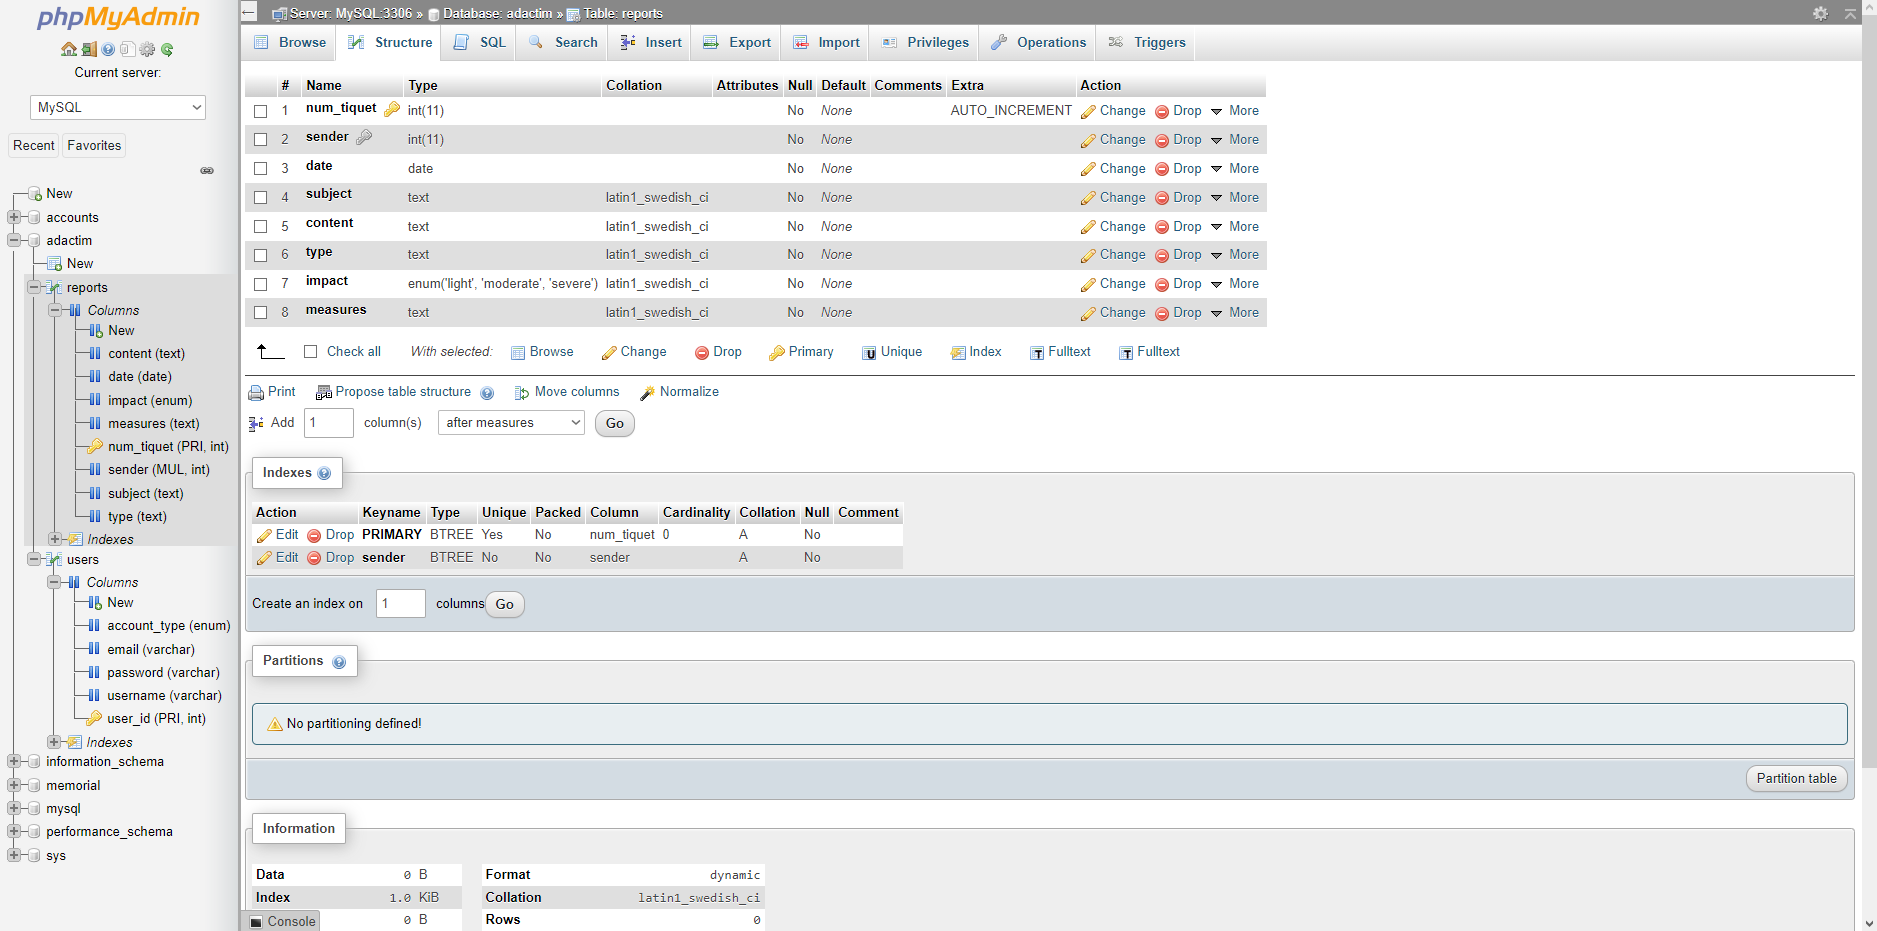 phpMyAdmin
Current server:
MySQL
Recent Favorites
New
accounts
adactim
New
reports
Columns
New
content (text)
date (date)
impact (enum)
measures (text)
num_tiquet (PRI, int)
sender (MUL, int)
subject (text)
type (text)
Indexes
users
Columns
New
account_type (enum)
email (varchar)
password (varchar)
username (varchar)
user_id (PRI, int)
Indexes
information_schema
memorial
mysql
performance_schema
sys
Server: MySQL:3306 » Database: adactim » Table: reports
Browse Structure SQL Search Insert Export Import Privileges Operations Triggers
# Name Type Collation Attributes Null Default Comments Extra Action
1 num_tiquet int(11) No None AUTO_INCREMENT Change Drop More
2 sender int(11) No None Change Drop More
3 date date No None Change Drop More
4 subject text latin1_swedish_ci No None Change Drop More
5 content text latin1_swedish_ci No None Change Drop More
6 type text latin1_swedish_ci No None Change Drop More
7 impact enum('light', 'moderate', 'severe') latin1_swedish_ci No None Change Drop More
8 measures text latin1_swedish_ci No None Change Drop More
Check all With selected: Browse Change Drop Primary Unique Index Fulltext Fulltext
Print Propose table structure Move columns Normalize
Add 1 column(s) after measures Go
Indexes
Action Keyname Type Unique Packed Column Cardinality Collation Null Comment
Edit Drop PRIMARY BTREE Yes No num_tiquet 0 A No
Edit Drop sender BTREE No No sender A No
Create an index on 1 columns Go
Partitions
No partitioning defined!
Partition table
Information
Data 0 B Format dynamic
Index 1.0 KiB Collation latin1_swedish_ci
0 B Rows 0
Console